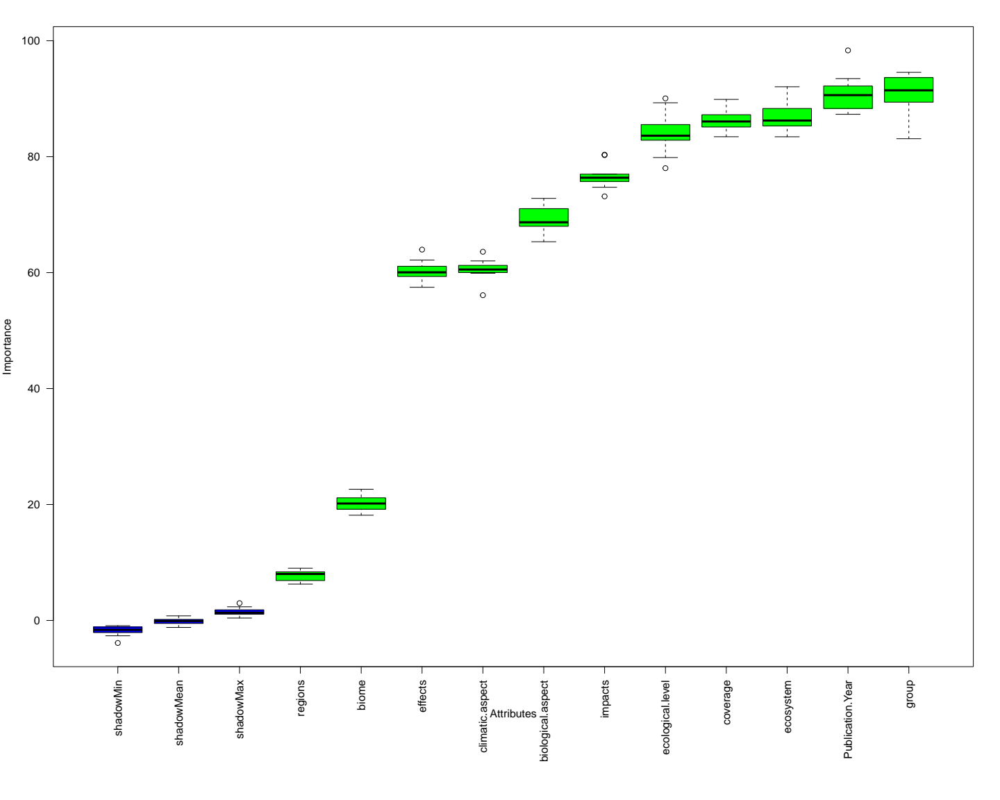 100
80
60
40
20
0
Importance
shadowMin
shadowMean
shadowMax
regions
biome
effects
climatic.aspect
biological.aspect
impacts
ecological.level
coverage
ecosystem
Publication.Year
group
Attributes